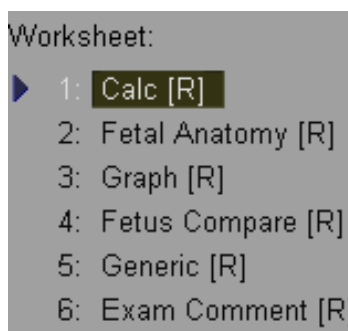 Worksheet:
1: Calc [R]
2: Fetal Anatomy [R]
3: Graph [R]
4: Fetus Compare [R]
5: Generic [R]
6: Exam Comment [R